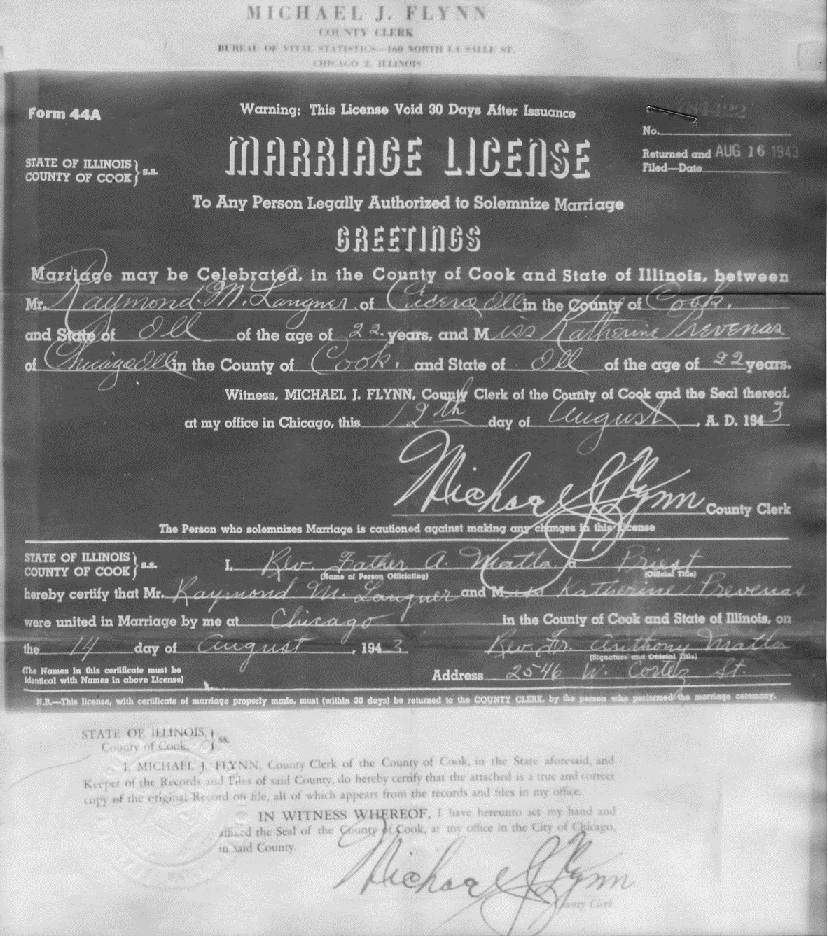 MICHAEL J. FLYNN
COUNTY CLERK
BUREAU OF VITAL STATISTICS—160 NORTH LA SALLE ST.
CHICAGO 2, ILLINOIS
Form 44A
Warning: This License Void 30 Days After Issuance
No.
STATE OF ILLINOIS } s.s.
COUNTY OF COOK
MARRIAGE LICENSE
Returned and AUG 16 1943
Filed—Date
To Any Person Legally Authorized to Solemnize Marriage
GREETINGS
Marriage may be Celebrated, in the County of Cook and State of Illinois, between
Mr. Raymond M. Langner of Cicero Ill in the County of Cook.
and State of Ill of the age of 22 years, and Miss Katherine Prevenas
of Chicago Ill in the County of Cook. and State of Ill of the age of 22 years.
Witness, MICHAEL J. FLYNN, County Clerk of the County of Cook and the Seal thereof,
at my office in Chicago, this 12th day of August, A. D. 1943
Michael J Flynn County Clerk
The Person who solemnizes Marriage is cautioned against making any changes in this License
STATE OF ILLINOIS } s.s.
COUNTY OF COOK
I, Rev. Father A. Matla a Priest
(Name of Person Officiating) (Official Title)
hereby certify that Mr. Raymond M. Langner and Miss Katherine Prevenas
were united in Marriage by me at Chicago in the County of Cook and State of Illinois, on
the 14 day of August, 1943 Rev. Fr. Anthony Matla
(Signature and Official Title)
(The Names in this certificate must be
identical with Names in above License)
Address 2546 W. Cortez St
N.B.—This license, with certificate of marriage properly made, must (within 30 days) be returned to the COUNTY CLERK, by the person who performed the marriage ceremony.
STATE OF ILLINOIS, } ss.
County of Cook,
I, MICHAEL J. FLYNN, County Clerk of the County of Cook, in the State aforesaid, and
Keeper of the Records and Files of said County, do hereby certify that the attached is a true and correct
copy of the original Record on file, all of which appears from the records and files in my office.
IN WITNESS WHEREOF, I have hereunto set my hand and
affixed the Seal of the County of Cook, at my office in the City of Chicago,
in said County.
Michael J Flynn
County Clerk